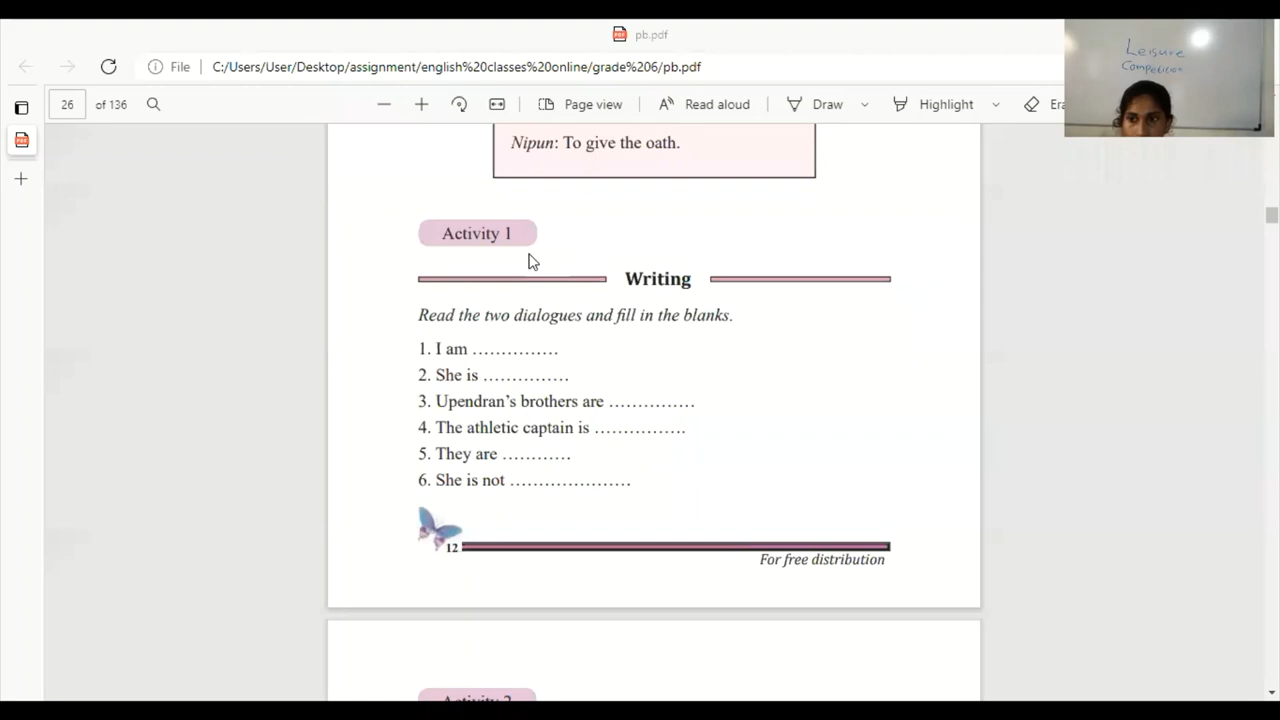 pb.pdf
File C:/Users/User/Desktop/assignment/english%20classes%20online/grade%206/pb.pdf
26 of 136 Page view Read aloud Draw Highlight Era
Leisure
Nipun: To give the oath.
Activity 1
Writing
Read the two dialogues and fill in the blanks.
1. I am ...............
2. She is ...............
3. Upendran's brothers are ...............
4. The athletic captain is ................
5. They are ............
6. She is not .....................
12
For free distribution
Activity 2